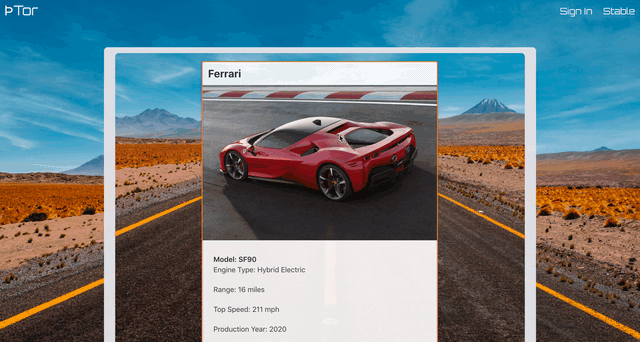 ÞTor
Sign In
Stable
Ferrari
Model: SF90
Engine Type: Hybrid Electric
Range: 16 miles
Top Speed: 211 mph
Production Year: 2020